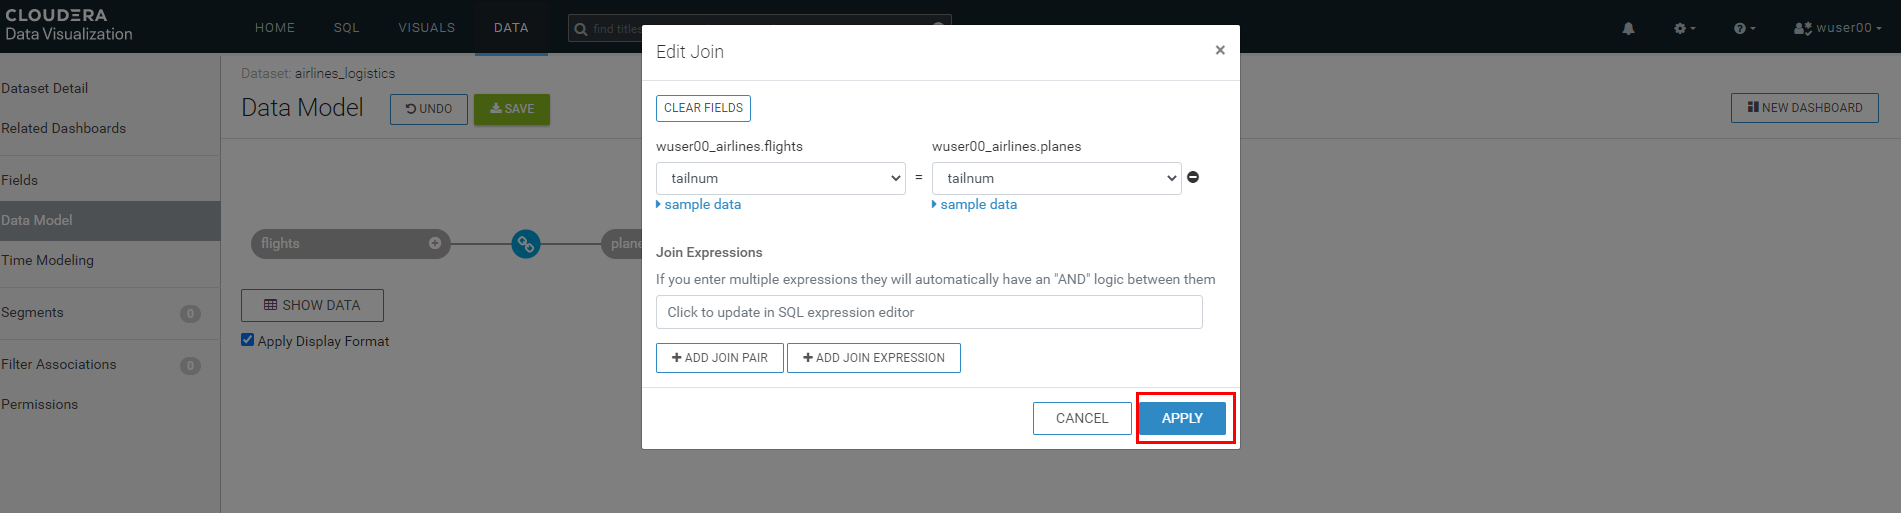 CLOUDERA
Data Visualization
HOME SQL VISUALS DATA find titles wuser00
Dataset Detail
Related Dashboards
Fields
Data Model
Time Modeling
Segments 0
Filter Associations 0
Permissions
Dataset: airlines_logistics
Data Model UNDO SAVE NEW DASHBOARD
flights plane
SHOW DATA
Apply Display Format
Edit Join ×
CLEAR FIELDS
wuser00_airlines.flights wuser00_airlines.planes
tailnum = tailnum
sample data sample data
Join Expressions
If you enter multiple expressions they will automatically have an "AND" logic between them
Click to update in SQL expression editor
ADD JOIN PAIR ADD JOIN EXPRESSION
CANCEL APPLY